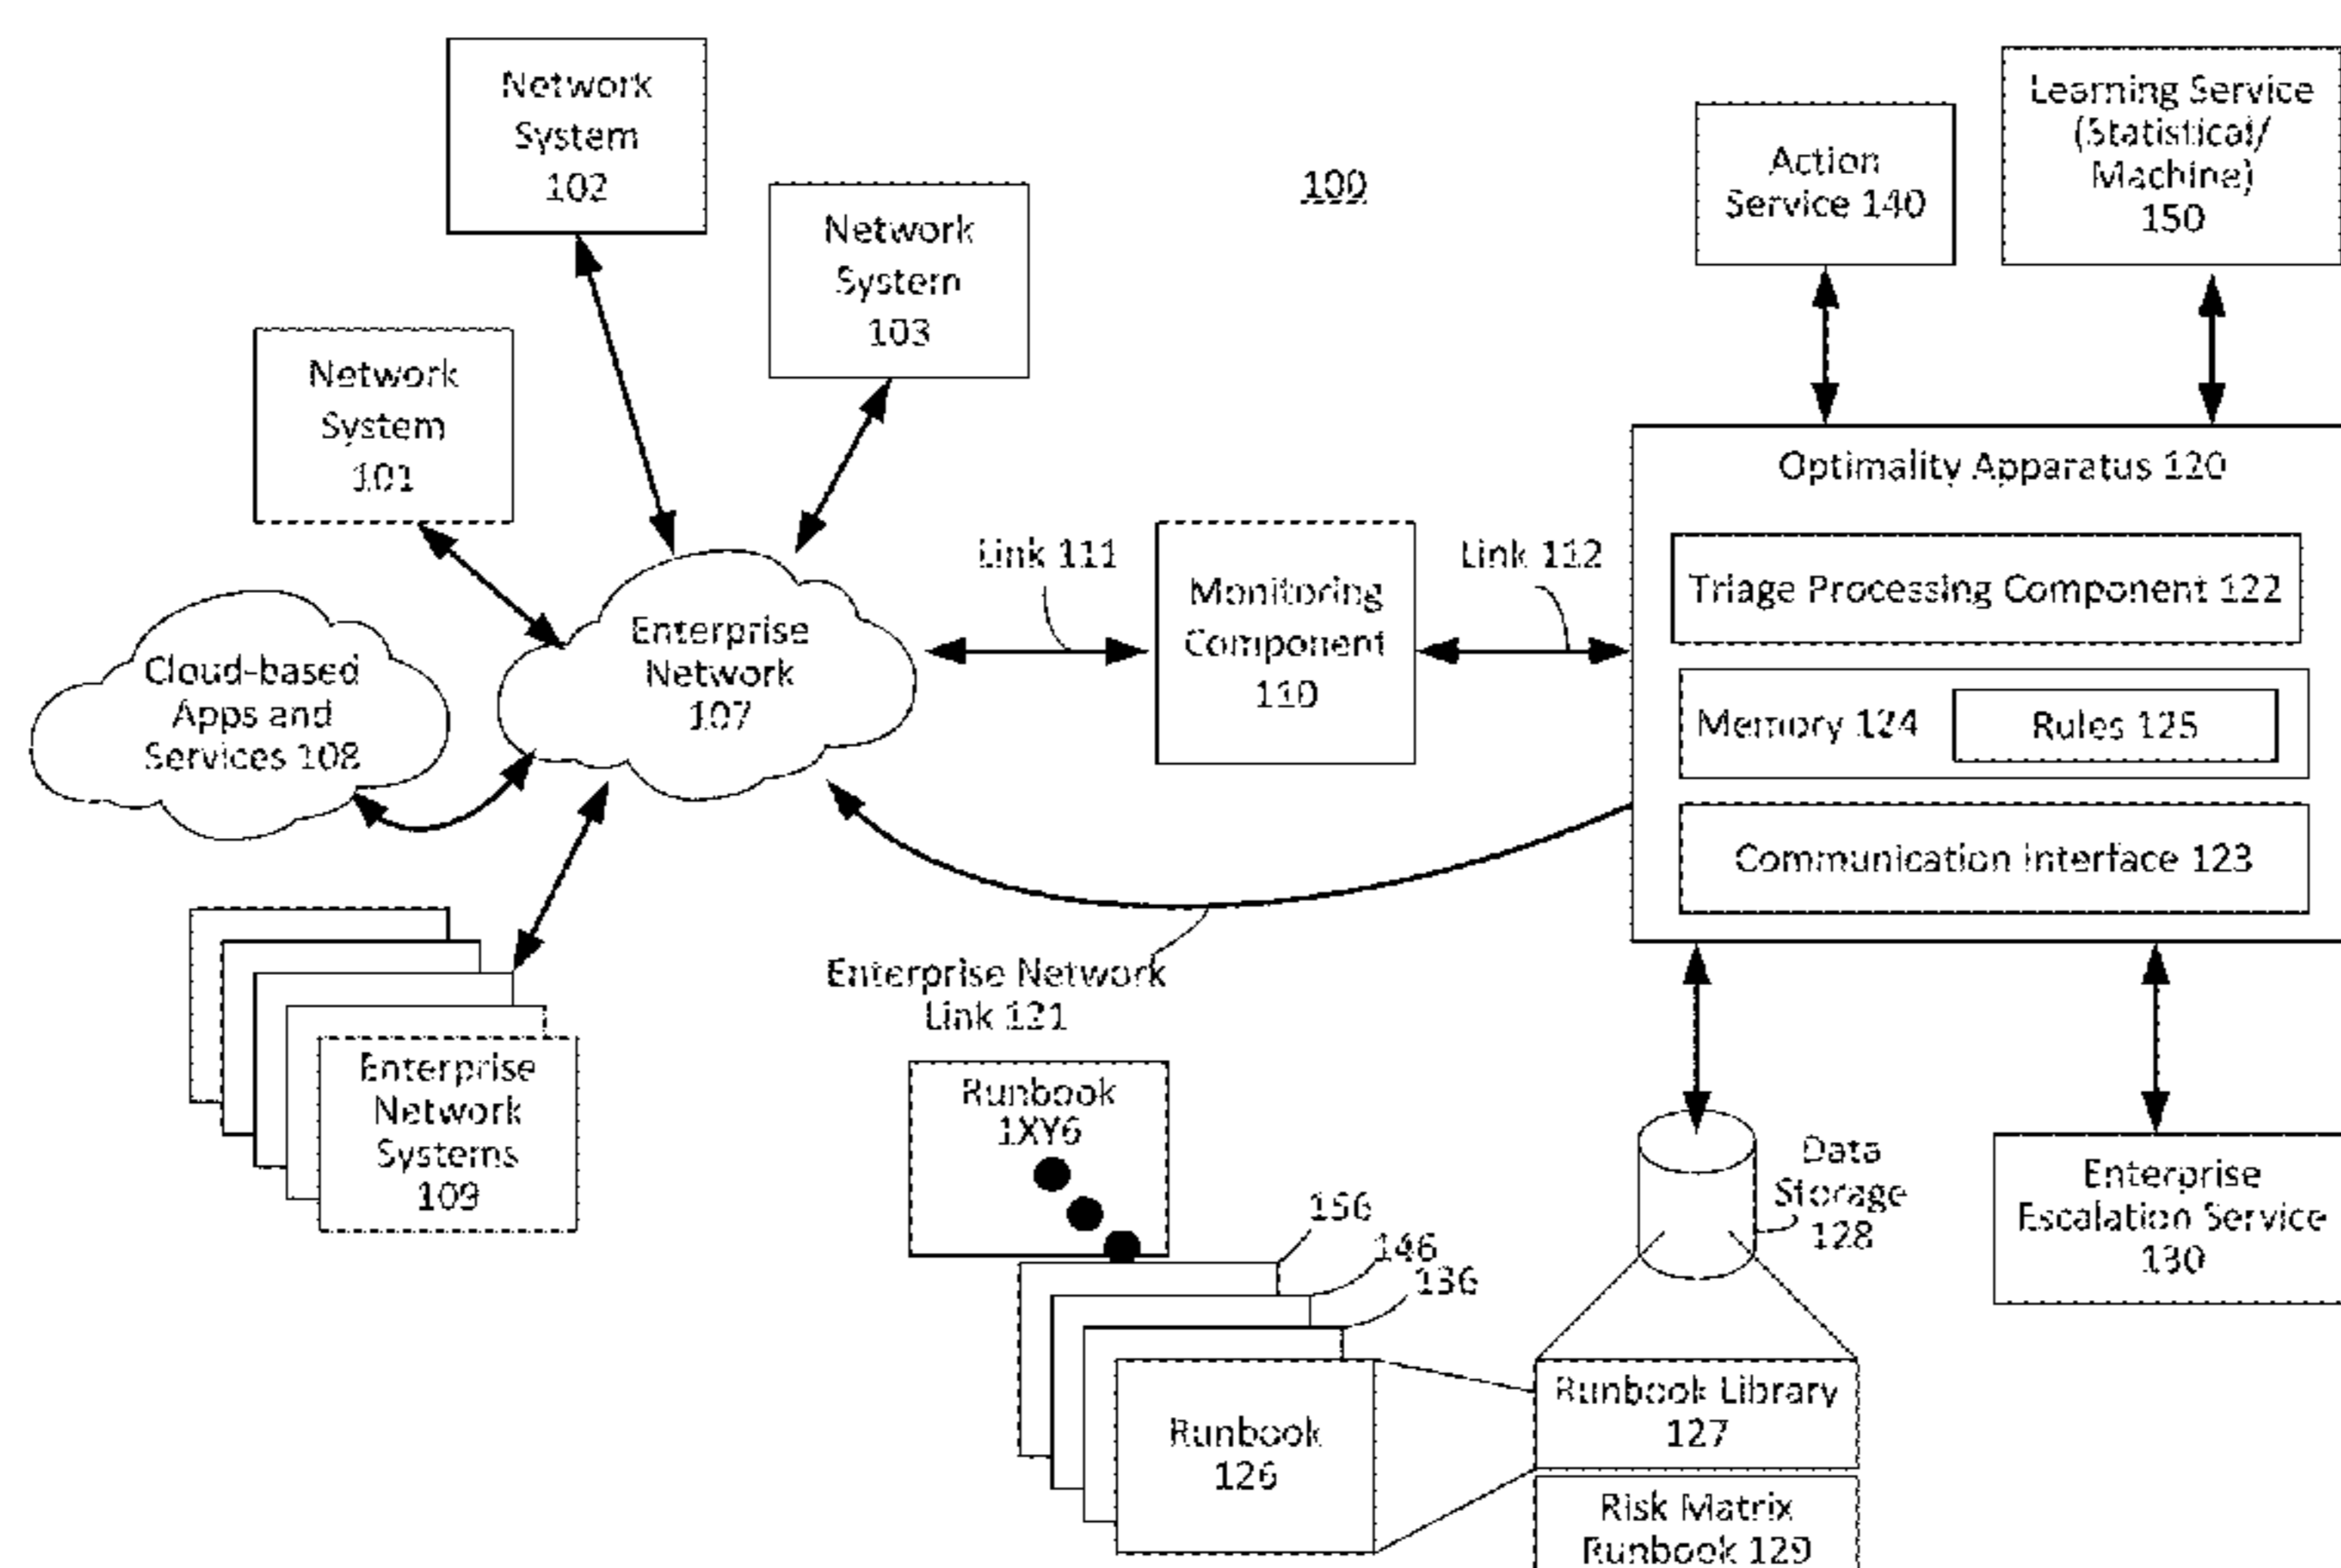 Network
System
102
Network
System
103
Network
System
101
100
Action
Service 140
Learning Service
(Statistical/
Machine)
150
Optimality Apparatus 120
Triage Processing Component 122
Memory 124
Rules 125
Communication Interface 123
Link 111
Monitoring
Component
110
Link 112
Enterprise
Network
107
Cloud-based
Apps and
Services 108
Enterprise Network
Link 121
Enterprise
Network
Systems
109
Runbook
1XY6
156
146
136
Runbook
126
Data
Storage
128
Enterprise
Escalation Service
130
Runbook Library
127
Risk Matrix
Runbook 129